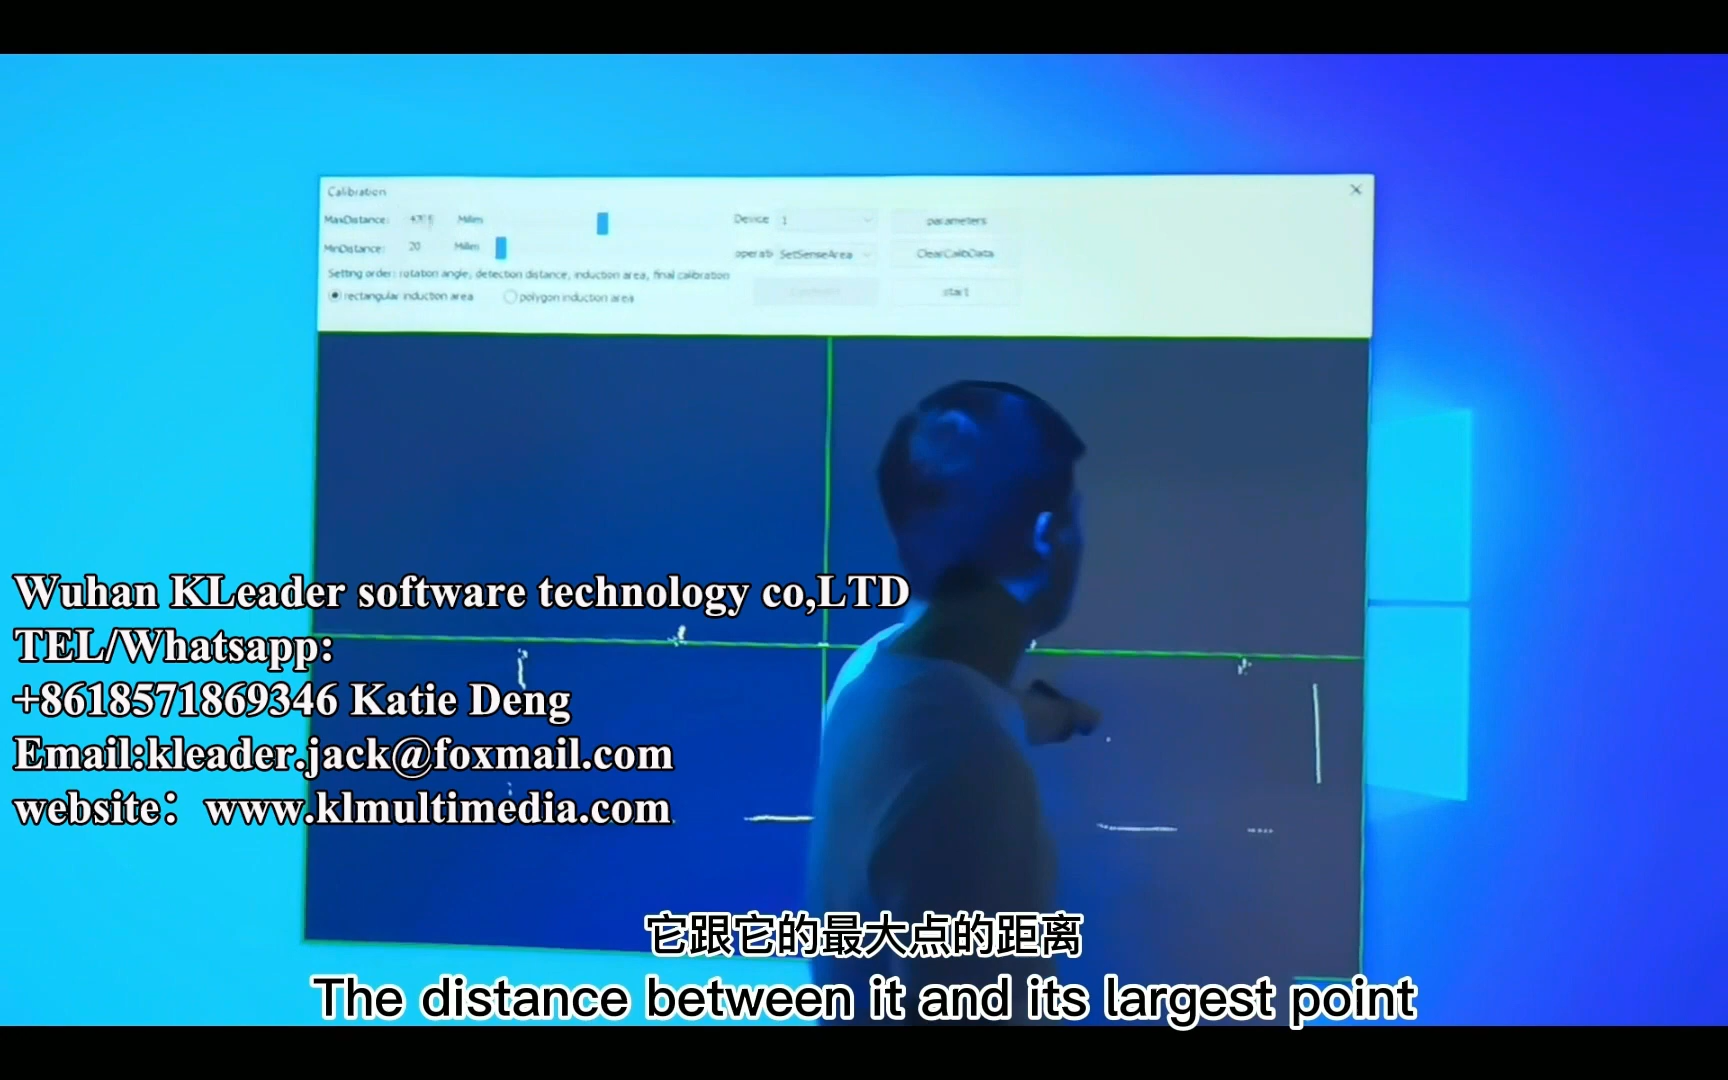 Calibration
MaxDistance: Miles
Device 1
parameters
MinDistance: 20 Miles
operati SetSenseArea
ClearCalibData
Setting order: rotation angle, detection distance, induction area, final calibration
rectangular induction area
polygon induction area
start
Wuhan KLeader software technology co,LTD
TEL/Whatsapp:
+8618571869346 Katie Deng
Email:kleader.jack@foxmail.com
website：www.klmultimedia.com
它跟它的最大点的距离
The distance between it and its largest point